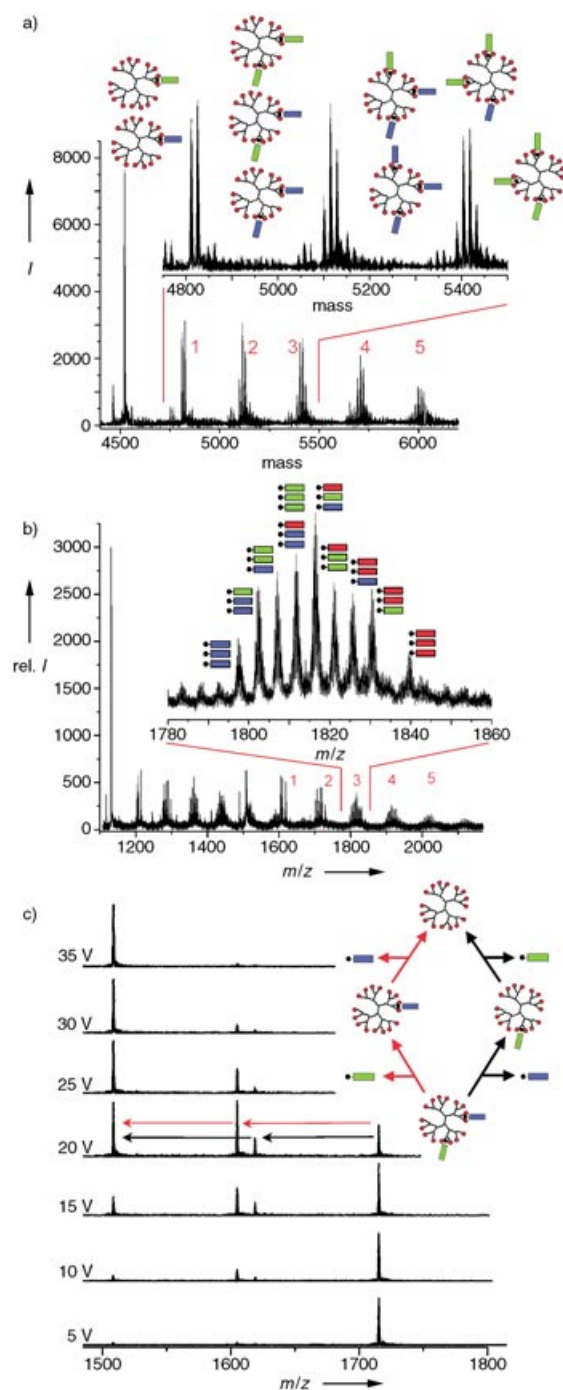 a)
8000
6000
4000
2000
0
I
4800 5000 5200 5400
mass
1 2 3 4 5
4500 5000 5500 6000
mass
b)
3000
2500
2000
rel. I
1500
1000
500
0
1780 1800 1820 1840 1860
m/z
1 2 3 4 5
1200 1400 1600 1800 2000
m/z
c)
35 V
30 V
25 V
20 V
15 V
10 V
5 V
1500 1600 1700 1800
m/z